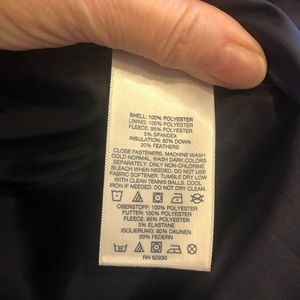 SHELL: 100% POLYESTER
LINING: 100% POLYESTER
FLEECE: 95% POLYESTER
5% SPANDEX
INSULATION: 80% DOWN
20% FEATHERS
CLOSE FASTENERS. MACHINE WASH
COLD NORMAL. WASH DARK COLORS
SEPARATELY. ONLY NON-CHLORINE
BLEACH WHEN NEEDED. DO NOT USE
FABRIC SOFTENER. TUMBLE DRY LOW
WITH CLEAN TENNIS BALLS. COOL
IRON IF NEEDED. DO NOT DRY CLEAN.
OBERSTOFF: 100% POLYESTER
FUTTER: 100% POLYESTER
FLEECE: 95% POLYESTER
5% ELASTANE
ISOLIERUNG: 80% DAUNEN
20% FEDERN
RN 62830